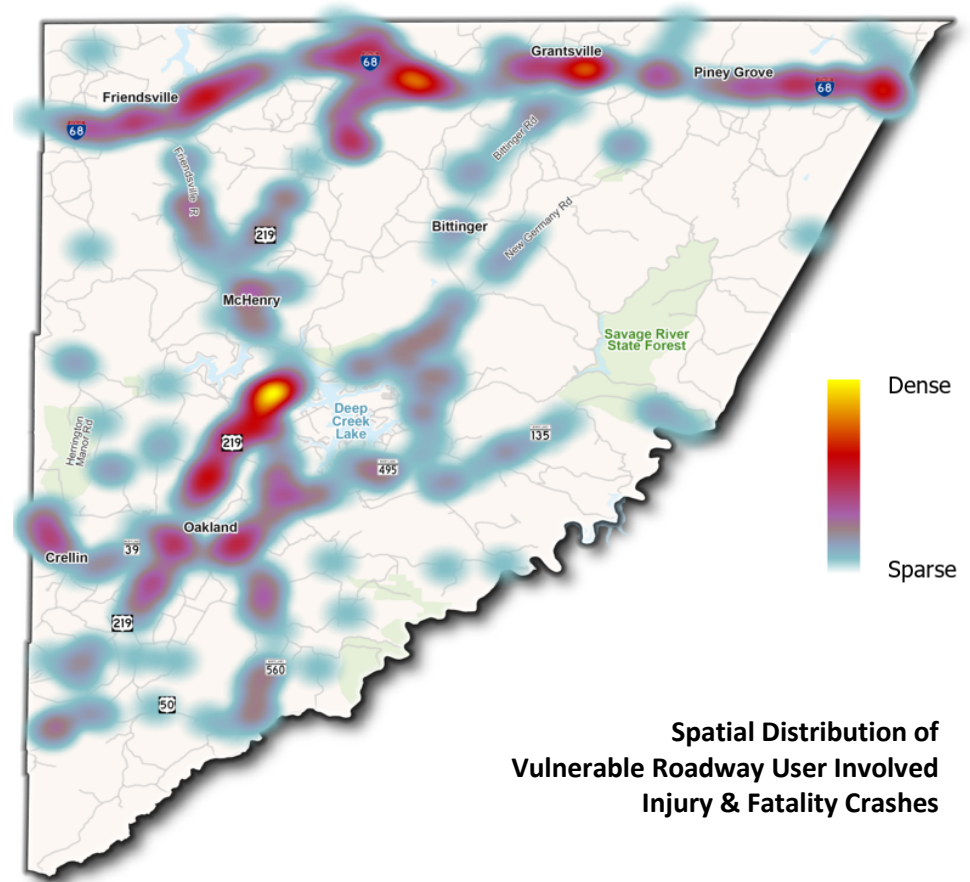 Grantsville
68
Piney Grove
68
Friendsville
68
Bittinger Rd
Friendsville R
New Germany Rd
219
Bittinger
McHenry
Savage River
State Forest
Dense
Deep
Creek
Lake
Herrington
Manor Rd
219
135
495
Oakland
39
Crellin
Sparse
219
560
50
Spatial Distribution of
Vulnerable Roadway User Involved
Injury & Fatality Crashes